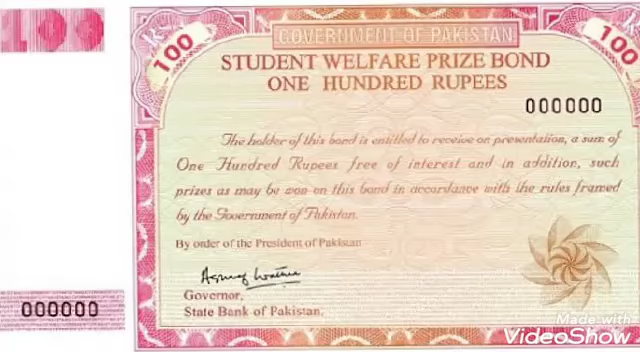 100
100
100
GOVERNMENT OF PAKISTAN
STUDENT WELFARE PRIZE BOND
ONE HUNDRED RUPEES
000000
The holder of this bond is entitled to receive on presentation, a sum of
One Hundred Rupees free of interest and in addition, such
prizes as may be won on this bond in accordance with the rules framed
by the Government of Pakistan.
By order of the President of Pakistan
Governor,
State Bank of Pakistan.
000000
Made with
VideoShow